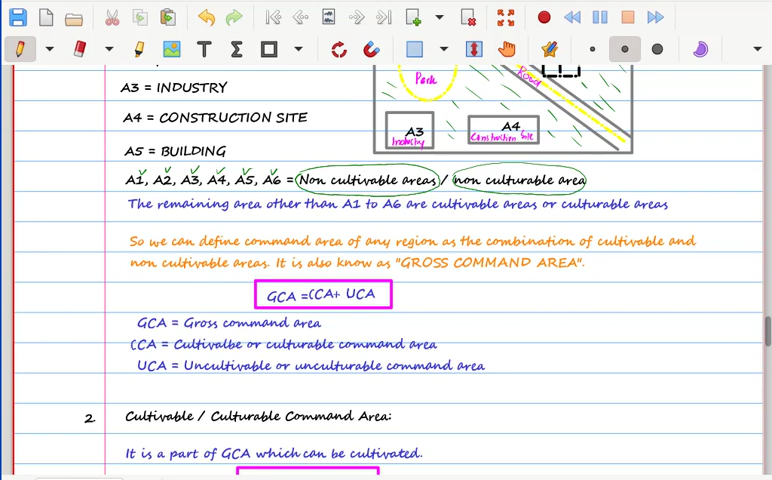 Park
Road
A3 = INDUSTRY
A4 = CONSTRUCTION SITE
A3
Industry
A4
Construction Site
A5 = BUILDING
A1, A2, A3, A4, A5, A6 = Non cultivable areas / non culturable area
The remaining area other than A1 to A6 are cultivable areas or culturable areas
So we can define command area of any region as the combination of cultivable and
non cultivable areas. It is also know as "GROSS COMMAND AREA".
GCA = CCA + UCA
GCA = Gross command area
CCA = Cultivalbe or culturable command area
UCA = Uncultivable or unculturable command area
2 Cultivable / Culturable Command Area:
It is a part of GCA which can be cultivated.